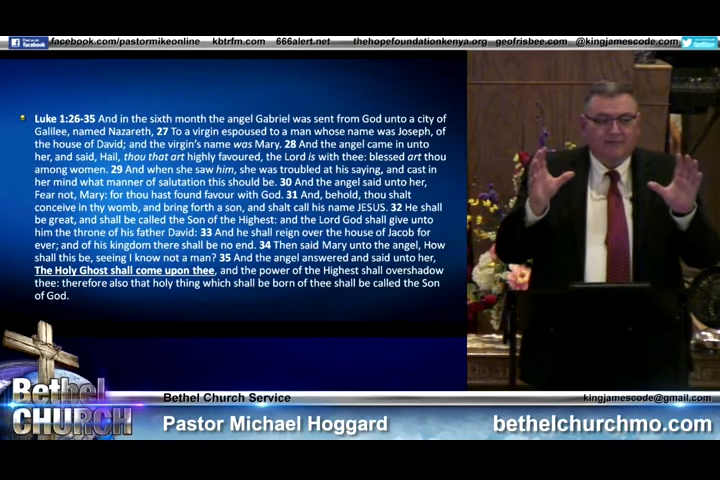 Find us on facebook
facebook.com/pastormikeonline kbtrfm.com 666alert.net thehopefoundationkenya.org geofrisbee.com @kingjamescode.com twitter
Luke 1:26-35 And in the sixth month the angel Gabriel was sent from God unto a city of
Galilee, named Nazareth, 27 To a virgin espoused to a man whose name was Joseph, of
the house of David; and the virgin's name was Mary. 28 And the angel came in unto
her, and said, Hail, thou that art highly favoured, the Lord is with thee: blessed art thou
among women. 29 And when she saw him, she was troubled at his saying, and cast in
her mind what manner of salutation this should be. 30 And the angel said unto her,
Fear not, Mary: for thou hast found favour with God. 31 And, behold, thou shalt
conceive in thy womb, and bring forth a son, and shalt call his name JESUS. 32 He shall
be great, and shall be called the Son of the Highest: and the Lord God shall give unto
him the throne of his father David: 33 And he shall reign over the house of Jacob for
ever; and of his kingdom there shall be no end. 34 Then said Mary unto the angel, How
shall this be, seeing I know not a man? 35 And the angel answered and said unto her,
The Holy Ghost shall come upon thee, and the power of the Highest shall overshadow
thee: therefore also that holy thing which shall be born of thee shall be called the Son
of God.
Bethel
CHURCH
Bethel Church Service kingjamescode@gmail.com
Pastor Michael Hoggard bethelchurchmo.com